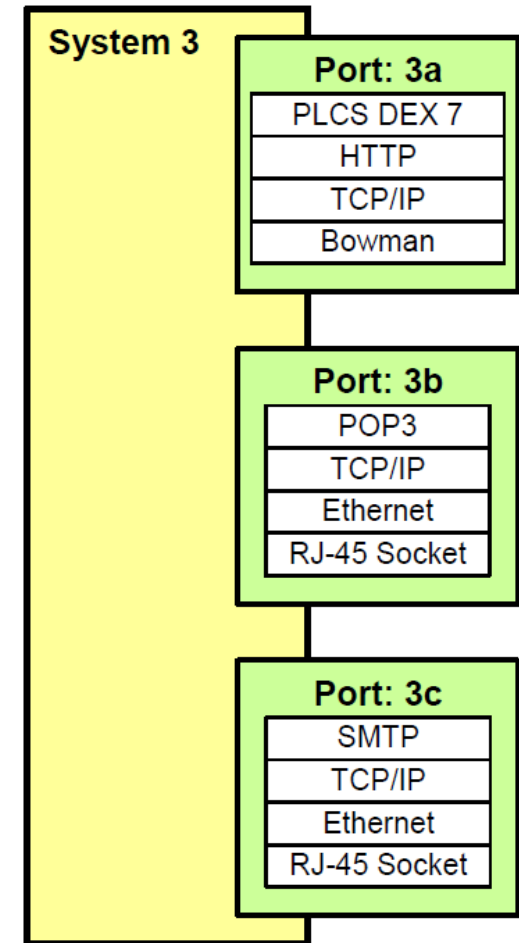 System 3
Port: 3a
PLCS DEX 7
HTTP
TCP/IP
Bowman
Port: 3b
POP3
TCP/IP
Ethernet
RJ-45 Socket
Port: 3c
SMTP
TCP/IP
Ethernet
RJ-45 Socket